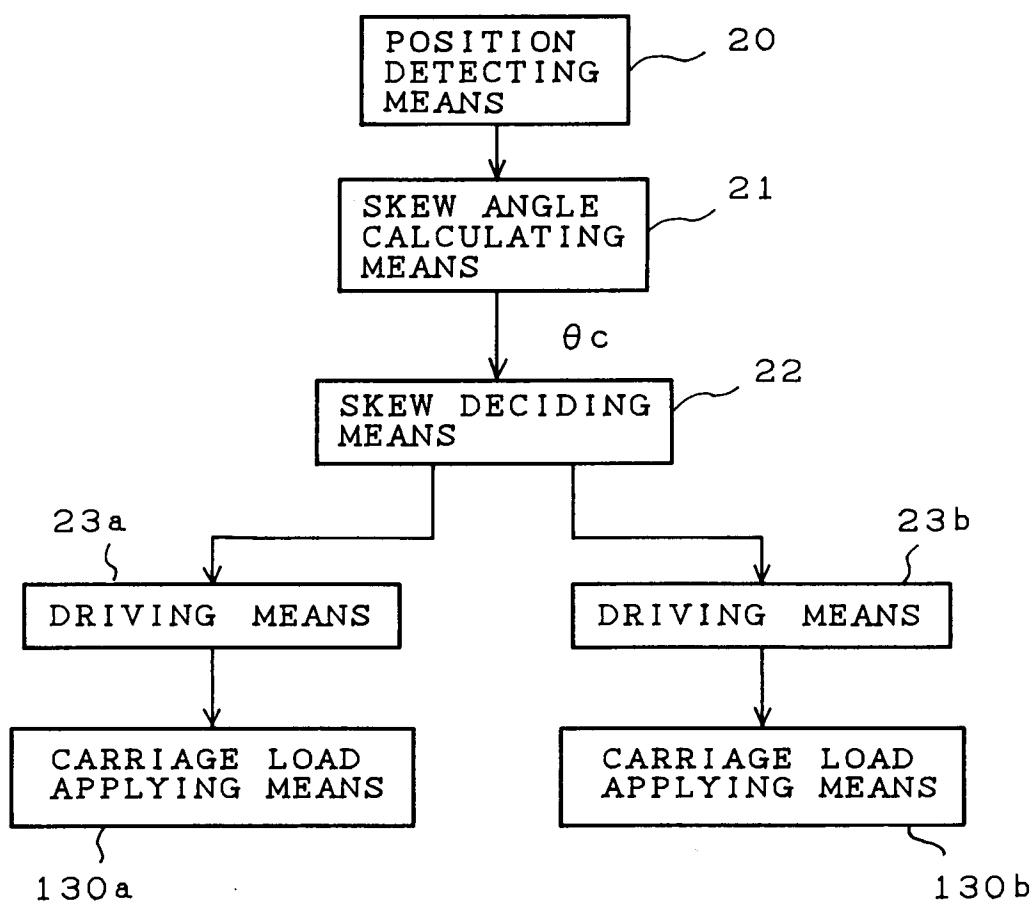 POSITION
DETECTING
MEANS
20
SKEW ANGLE
CALCULATING
MEANS
21
θc
SKEW DECIDING
MEANS
22
23a
23b
DRIVING MEANS
DRIVING MEANS
CARRIAGE LOAD
APPLYING MEANS
CARRIAGE LOAD
APPLYING MEANS
130a
130b